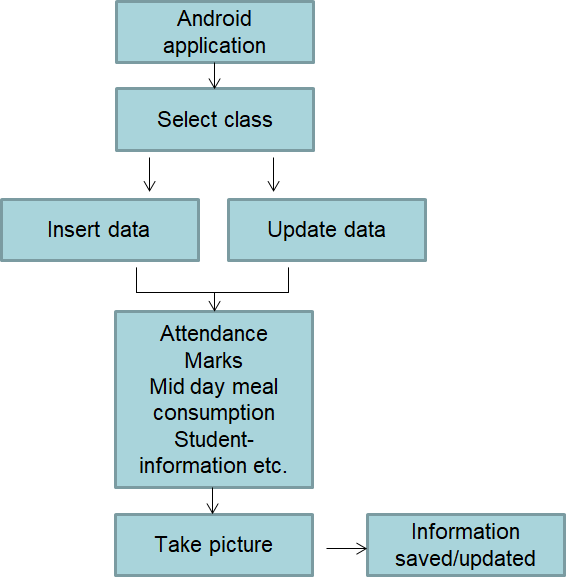 Android
application
Select class
Insert data
Update data
Attendance
Marks
Mid day meal
consumption
Student-
information etc.
Take picture
Information
saved/updated